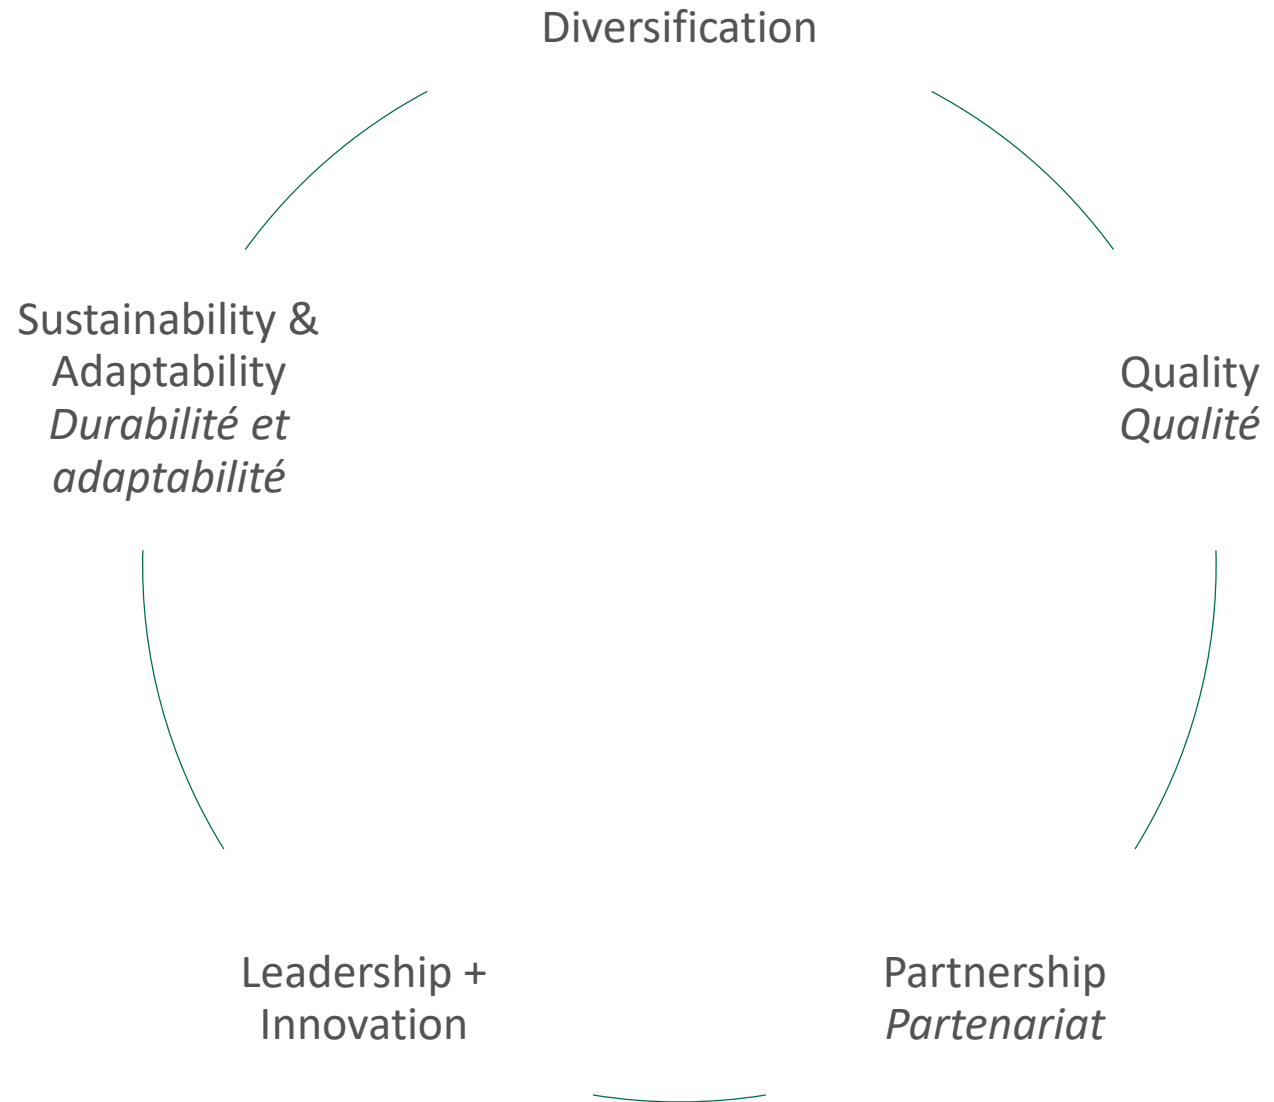 Diversification
Sustainability &
Adaptability
Durabilité et
adaptabilité
Quality
Qualité
Leadership +
Innovation
Partnership
Partenariat